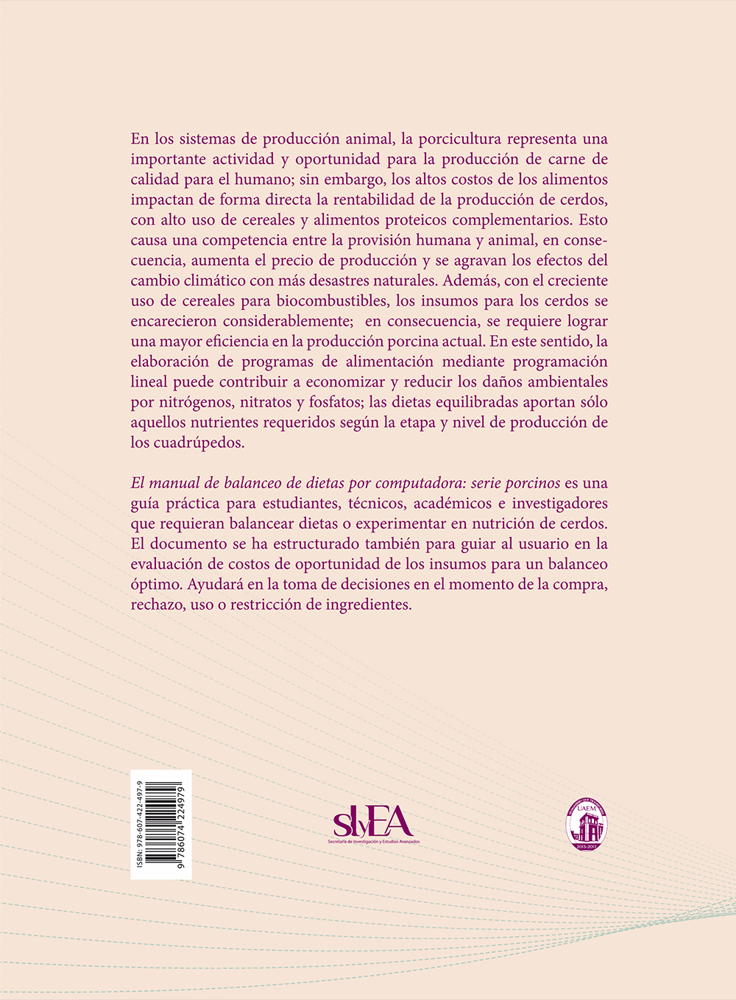 En los sistemas de producción animal, la porcicultura representa una
importante actividad y oportunidad para la producción de carne de
calidad para el humano; sin embargo, los altos costos de los alimentos
impactan de forma directa la rentabilidad de la producción de cerdos,
con alto uso de cereales y alimentos proteicos complementarios. Esto
causa una competencia entre la provisión humana y animal, en conse-
cuencia, aumenta el precio de producción y se agravan los efectos del
cambio climático con más desastres naturales. Además, con el creciente
uso de cereales para biocombustibles, los insumos para los cerdos se
encarecieron considerablemente;  en consecuencia, se requiere lograr
una mayor eficiencia en la producción porcina actual. En este sentido, la
elaboración de programas de alimentación mediante programación
lineal puede contribuir a economizar y reducir los daños ambientales
por nitrógenos, nitratos y fosfatos; las dietas equilibradas aportan sólo
aquellos nutrientes requeridos según la etapa y nivel de producción de
los cuadrúpedos.
El manual de balanceo de dietas por computadora: serie porcinos es una
guía práctica para estudiantes, técnicos, académicos e investigadores
que requieran balancear dietas o experimentar en nutrición de cerdos.
El documento se ha estructurado también para guiar al usuario en la
evaluación de costos de oportunidad de los insumos para un balanceo
óptimo. Ayudará en la toma de decisiones en el momento de la compra,
rechazo, uso o restricción de ingredientes.
ISBN: 978-607-422-497-9
9 786074 224979
SIyEA
Secretaría de Investigación y Estudios Avanzados
UAEM
2013-2017